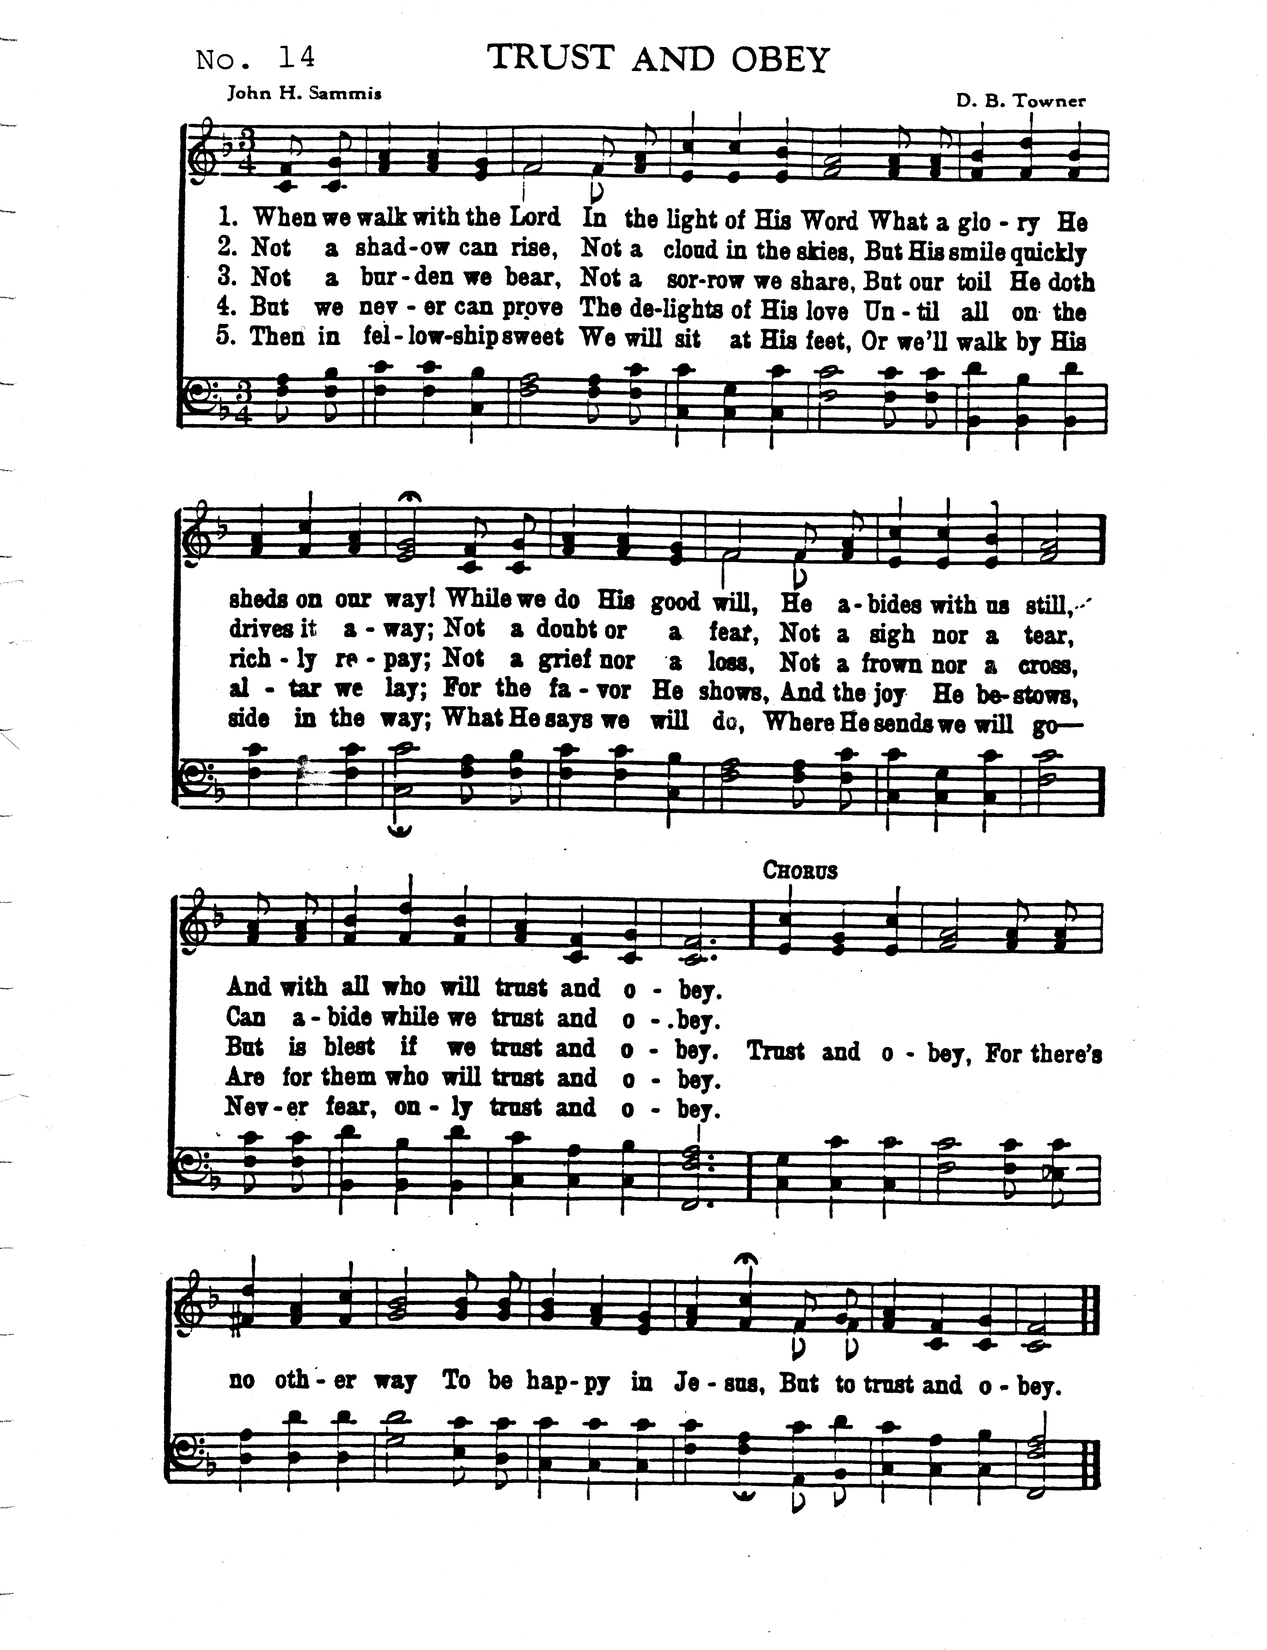 No. 14
TRUST AND OBEY
John H. Sammis
D. B. Towner
1. When we walk with the Lord In the light of His Word What a glo - ry He
2. Not a shad-ow can rise, Not a cloud in the skies, But His smile quickly
3. Not a bur-den we bear, Not a sor-row we share, But our toil He doth
4. But we nev - er can prove The de-lights of His love Un - til all on the
5. Then in fel-low-ship sweet We will sit at His feet, Or we'll walk by His
sheds on our way! While we do His good will, He a-bides with us still,
drives it a - way; Not a doubt or a fear, Not a sigh nor a tear,
rich - ly re - pay; Not a grief nor a loss, Not a frown nor a cross,
al - tar we lay; For the fa - vor He shows, And the joy He be-stows,
side in the way; What He says we will do, Where He sends we will go—
CHORUS
And with all who will trust and o - bey.
Can a-bide while we trust and o - bey.
But is blest if we trust and o - bey. Trust and o - bey, For there's
Are for them who will trust and o - bey.
Nev-er fear, on - ly trust and o - bey.
no oth - er way To be hap-py in Je - sus, But to trust and o - bey.